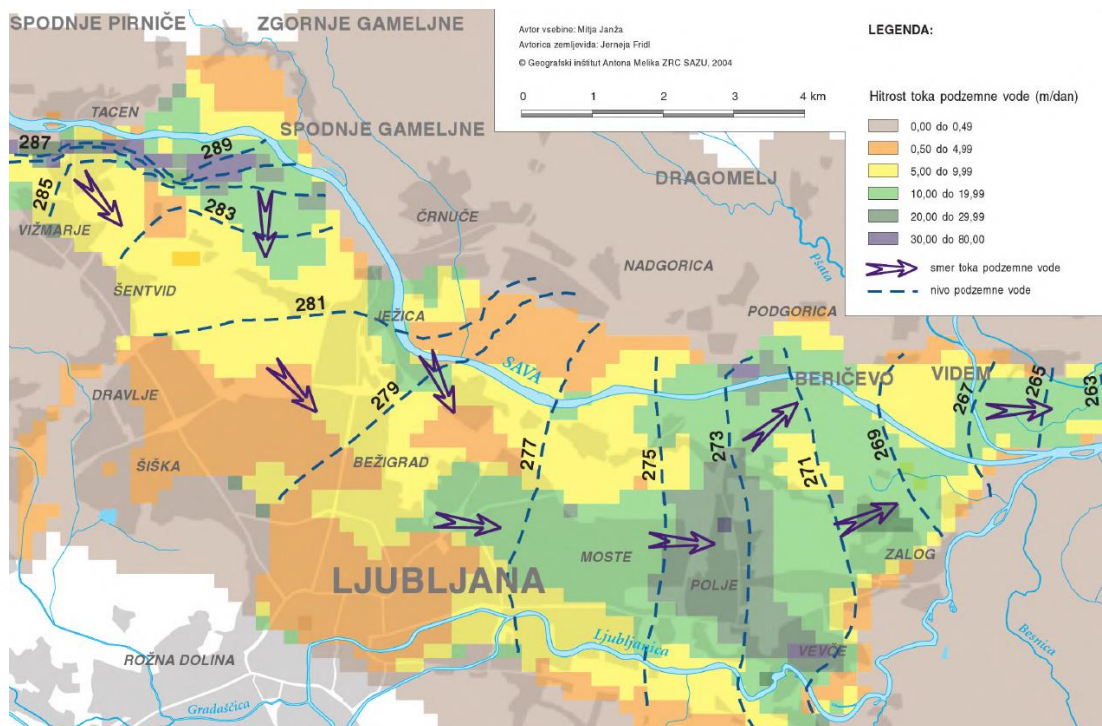 SPODNJE PIRNIČE
ZGORNJE GAMELJNE
Avtor vsebine: Mitja Janža
Avtorica zemljevida: Jerneja Fridl
© Geografski inštitut Antona Melika ZRC SAZU, 2004
0 1 2 3 4 km
LEGENDA:
Hitrost toka podzemne vode (m/dan)
0,00 do 0,49
0,50 do 4,99
5,00 do 9,99
10,00 do 19,99
20,00 do 29,99
30,00 do 80,00
smer toka podzemne vode
nivo podzemne vode
TACEN
SPODNJE GAMELJNE
287
289
285
283
VIŽMARJE
DRAGOMELJ
Pšata
ČRNUČE
NADGORICA
ŠENTVID
281
JEŽICA
PODGORICA
SAVA
DRAVLJE
279
BERIČEVO
VIDEM
267
265
263
ŠIŠKA
BEŽIGRAD
277
275
273
271
269
MOSTE
ZALOG
LJUBLJANA
POLJE
Ljubljanica
VEVČE
Besnica
ROŽNA DOLINA
Gradaščica